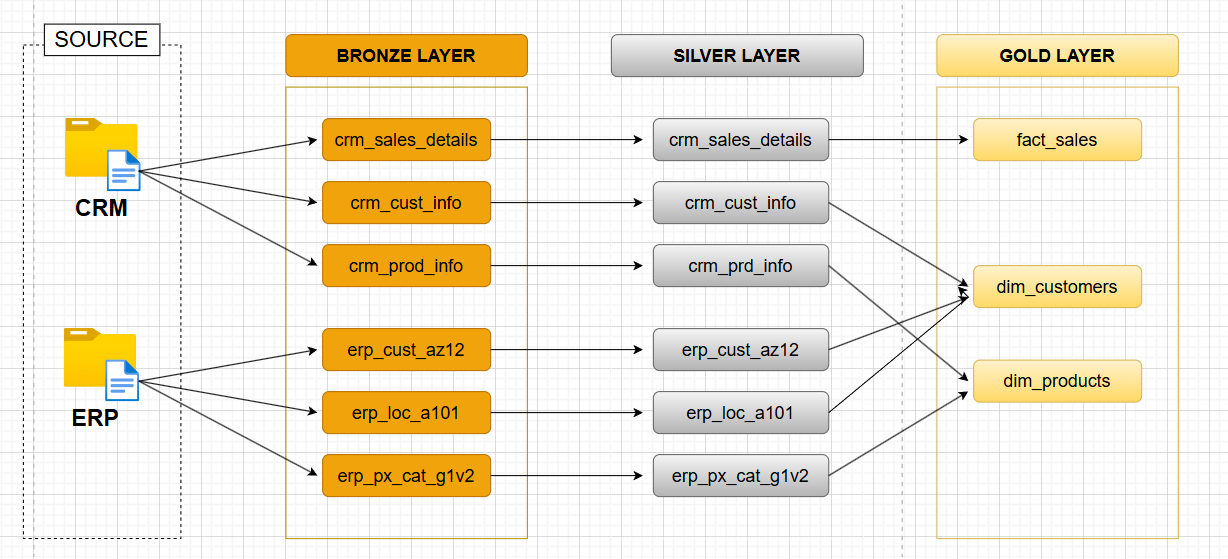 SOURCE
BRONZE LAYER
SILVER LAYER
GOLD LAYER
CRM
crm_sales_details
crm_sales_details
fact_sales
crm_cust_info
crm_cust_info
crm_prod_info
crm_prd_info
dim_customers
ERP
erp_cust_az12
erp_cust_az12
dim_products
erp_loc_a101
erp_loc_a101
erp_px_cat_g1v2
erp_px_cat_g1v2